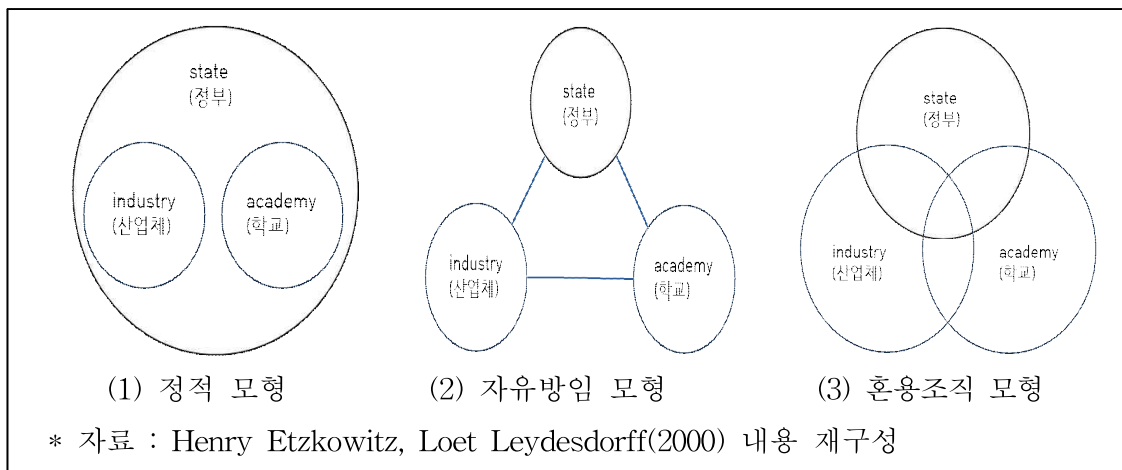 state
(정부)
industry
(산업체)
academy
(학교)
(1) 정적 모형
state
(정부)
industry
(산업체)
academy
(학교)
(2) 자유방임 모형
state
(정부)
industry
(산업체)
academy
(학교)
(3) 혼용조직 모형
* 자료 : Henry Etzkowitz, Loet Leydesdorff(2000) 내용 재구성